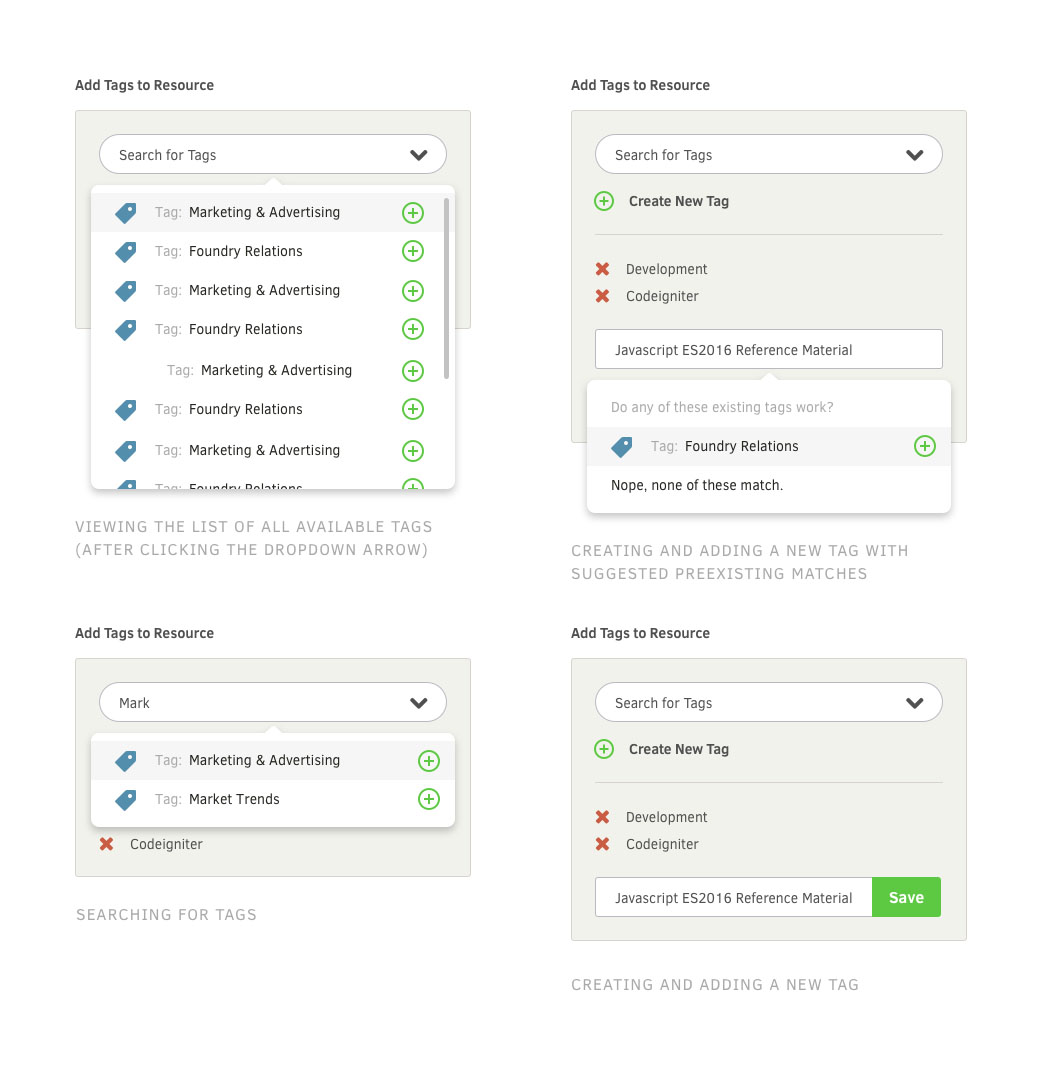 Add Tags to Resource
Search for Tags
Tag: Marketing & Advertising
Tag: Foundry Relations
Tag: Marketing & Advertising
Tag: Foundry Relations
Tag: Marketing & Advertising
Tag: Foundry Relations
Tag: Marketing & Advertising
Tag: Foundry Relations
VIEWING THE LIST OF ALL AVAILABLE TAGS
(AFTER CLICKING THE DROPDOWN ARROW)
Add Tags to Resource
Search for Tags
Create New Tag
Development
Codeigniter
Javascript ES2016 Reference Material
Do any of these existing tags work?
Tag: Foundry Relations
Nope, none of these match.
CREATING AND ADDING A NEW TAG WITH
SUGGESTED PREEXISTING MATCHES
Add Tags to Resource
Mark
Tag: Marketing & Advertising
Tag: Market Trends
Codeigniter
SEARCHING FOR TAGS
Add Tags to Resource
Search for Tags
Create New Tag
Development
Codeigniter
Javascript ES2016 Reference Material Save
CREATING AND ADDING A NEW TAG